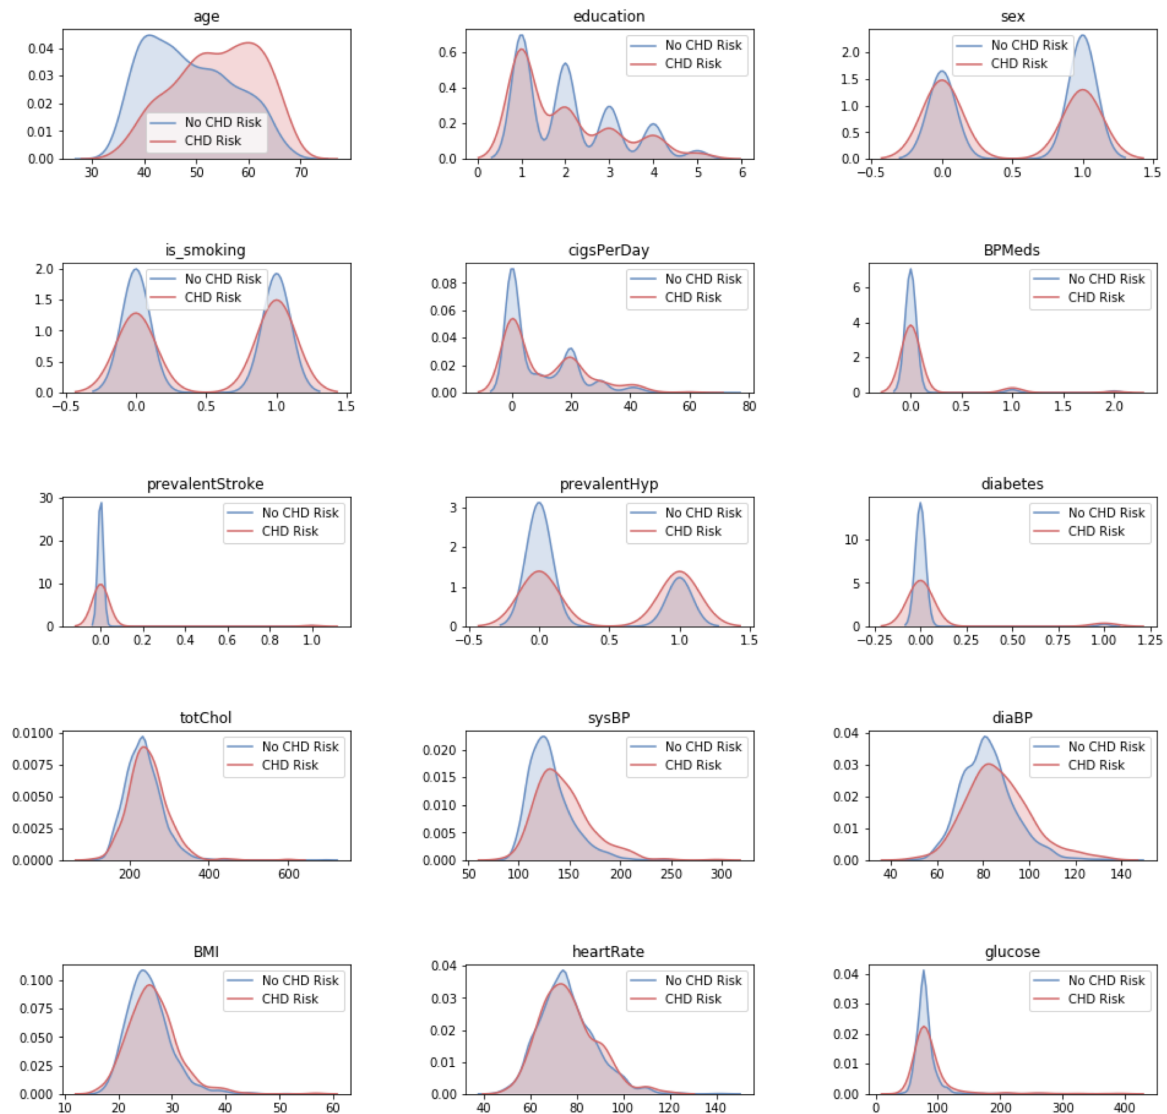 age
0.04
0.03
0.02
0.01
0.00
No CHD Risk
CHD Risk
30 40 50 60 70
education
0.6
0.4
0.2
0.0
No CHD Risk
CHD Risk
0 1 2 3 4 5 6
sex
2.0
1.5
1.0
0.5
0.0
No CHD Risk
CHD Risk
−0.5 0.0 0.5 1.0 1.5
is_smoking
2.0
1.5
1.0
0.5
0.0
No CHD Risk
CHD Risk
−0.5 0.0 0.5 1.0 1.5
cigsPerDay
0.08
0.06
0.04
0.02
0.00
No CHD Risk
CHD Risk
0 20 40 60 80
BPMeds
6
4
2
0
No CHD Risk
CHD Risk
0.0 0.5 1.0 1.5 2.0
prevalentStroke
30
20
10
0
No CHD Risk
CHD Risk
0.0 0.2 0.4 0.6 0.8 1.0
prevalentHyp
3
2
1
0
No CHD Risk
CHD Risk
−0.5 0.0 0.5 1.0 1.5
diabetes
10
5
0
No CHD Risk
CHD Risk
−0.25 0.00 0.25 0.50 0.75 1.00 1.25
totChol
0.0100
0.0075
0.0050
0.0025
0.0000
No CHD Risk
CHD Risk
200 400 600
sysBP
0.020
0.015
0.010
0.005
0.000
No CHD Risk
CHD Risk
50 100 150 200 250 300
diaBP
0.04
0.03
0.02
0.01
0.00
No CHD Risk
CHD Risk
40 60 80 100 120 140
BMI
0.100
0.075
0.050
0.025
0.000
No CHD Risk
CHD Risk
10 20 30 40 50 60
heartRate
0.04
0.03
0.02
0.01
0.00
No CHD Risk
CHD Risk
40 60 80 100 120 140
glucose
0.04
0.03
0.02
0.01
0.00
No CHD Risk
CHD Risk
0 100 200 300 400